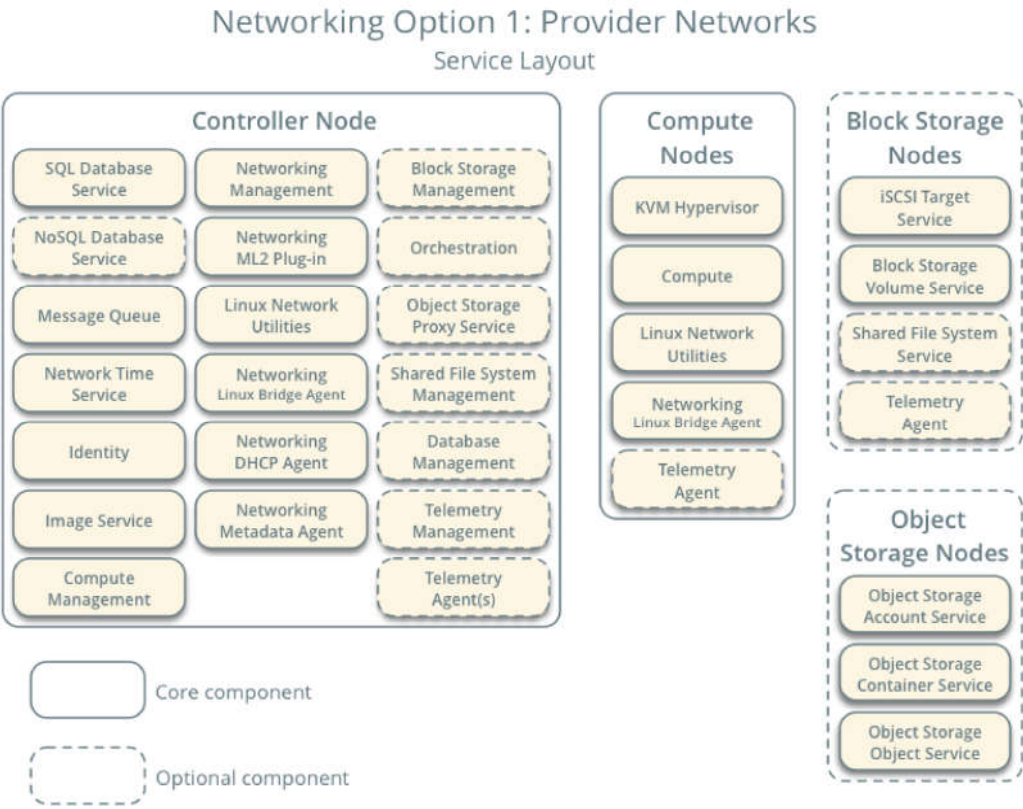 Networking Option 1: Provider Networks
Service Layout
Controller Node
SQL Database
Service
NoSQL Database
Service
Message Queue
Network Time
Service
Identity
Image Service
Compute
Management
Networking
Management
Networking
ML2 Plug-in
Linux Network
Utilities
Networking
Linux Bridge Agent
Networking
DHCP Agent
Networking
Metadata Agent
Block Storage
Management
Orchestration
Object Storage
Proxy Service
Shared File System
Management
Database
Management
Telemetry
Management
Telemetry
Agent(s)
Compute
Nodes
KVM Hypervisor
Compute
Linux Network
Utilities
Networking
Linux Bridge Agent
Telemetry
Agent
Block Storage
Nodes
iSCSI Target
Service
Block Storage
Volume Service
Shared File System
Service
Telemetry
Agent
Object
Storage Nodes
Object Storage
Account Service
Object Storage
Container Service
Object Storage
Object Service
Core component
Optional component